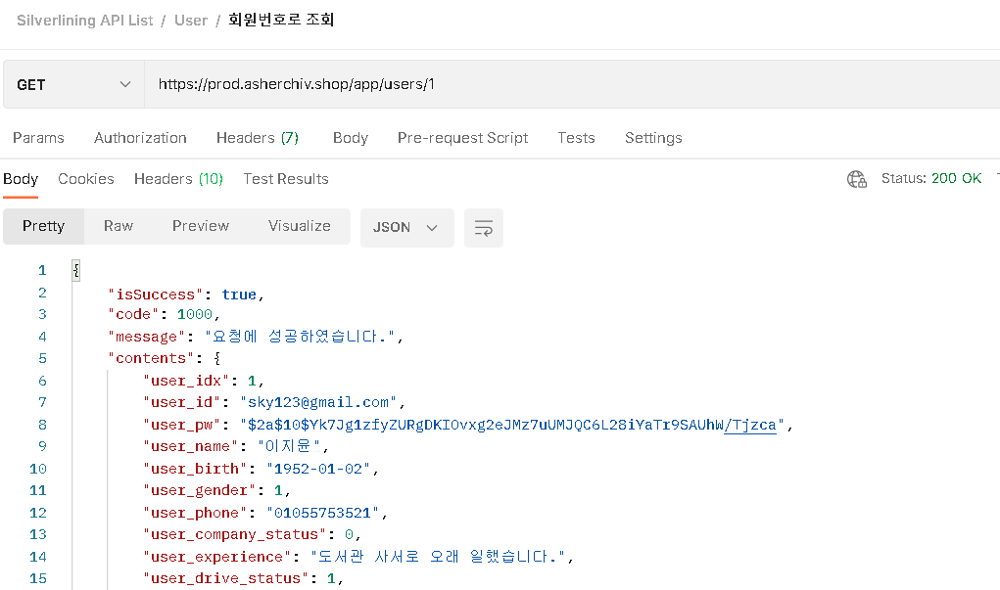 Silverlining API List / User / 회원번호로 조회
GET https://prod.asherchiv.shop/app/users/1
Params Authorization Headers (7) Body Pre-request Script Tests Settings
Body Cookies Headers (10) Test Results Status: 200 OK
Pretty Raw Preview Visualize JSON
1 {
2 "isSuccess": true,
3 "code": 1000,
4 "message": "요청에 성공하였습니다.",
5 "contents": {
6 "user_idx": 1,
7 "user_id": "sky123@gmail.com",
8 "user_pw": "$2a$10$Yk7Jg1zfyZURgDKIOvxg2eJMz7uUMJQC6L28iYaTr9SAUhW/Tjzca",
9 "user_name": "이지윤",
10 "user_birth": "1952-01-02",
11 "user_gender": 1,
12 "user_phone": "01055753521",
13 "user_company_status": 0,
14 "user_experience": "도서관 사서로 오래 일했습니다.",
15 "user_drive_status": 1,